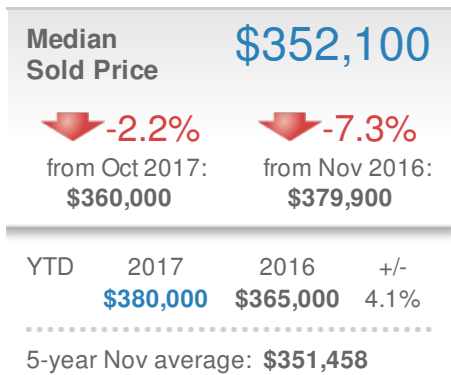 Median
Sold Price
$352,100
-2.2% -7.3%
from Oct 2017: from Nov 2016:
$360,000 $379,900
YTD 2017 2016 +/-
$380,000 $365,000 4.1%
5-year Nov average: $351,458